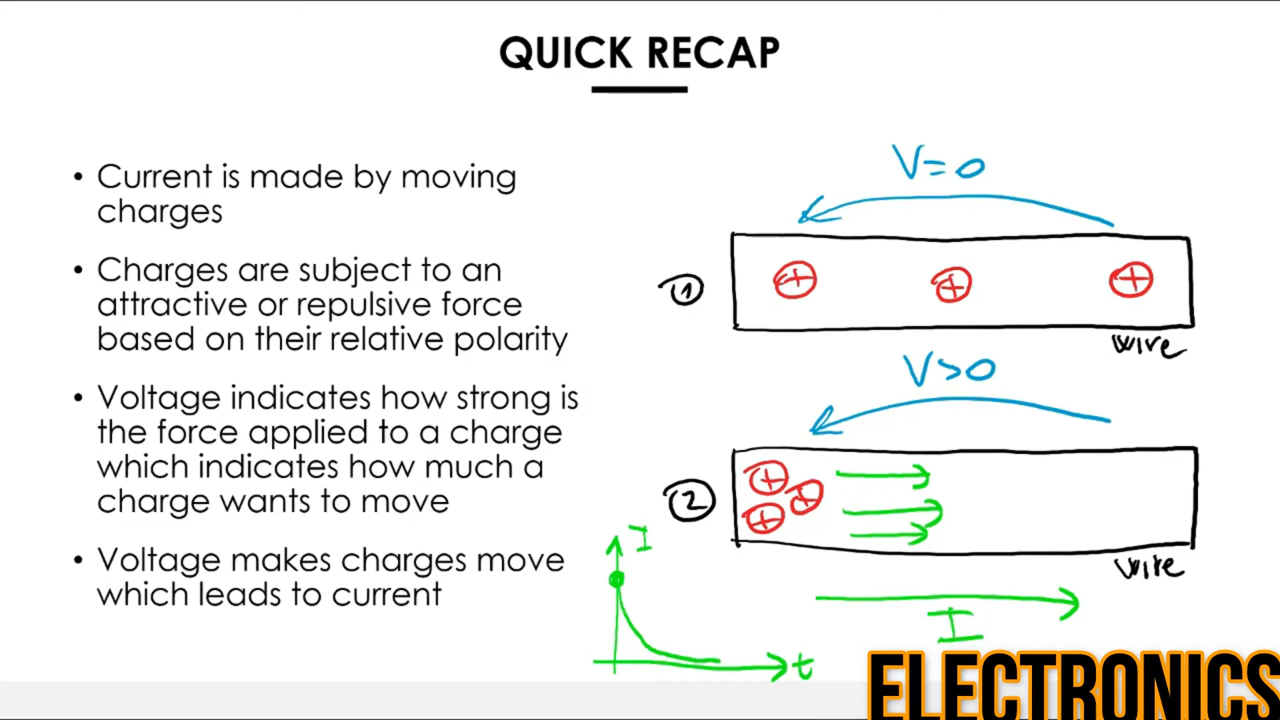 QUICK RECAP
• Current is made by moving
charges
• Charges are subject to an
attractive or repulsive force
based on their relative polarity
• Voltage indicates how strong is
the force applied to a charge
which indicates how much a
charge wants to move
• Voltage makes charges move
which leads to current
V=0
1
+ + +
wire
V>0
2
+
+
+
wire
I
I
t
ELECTRONICS